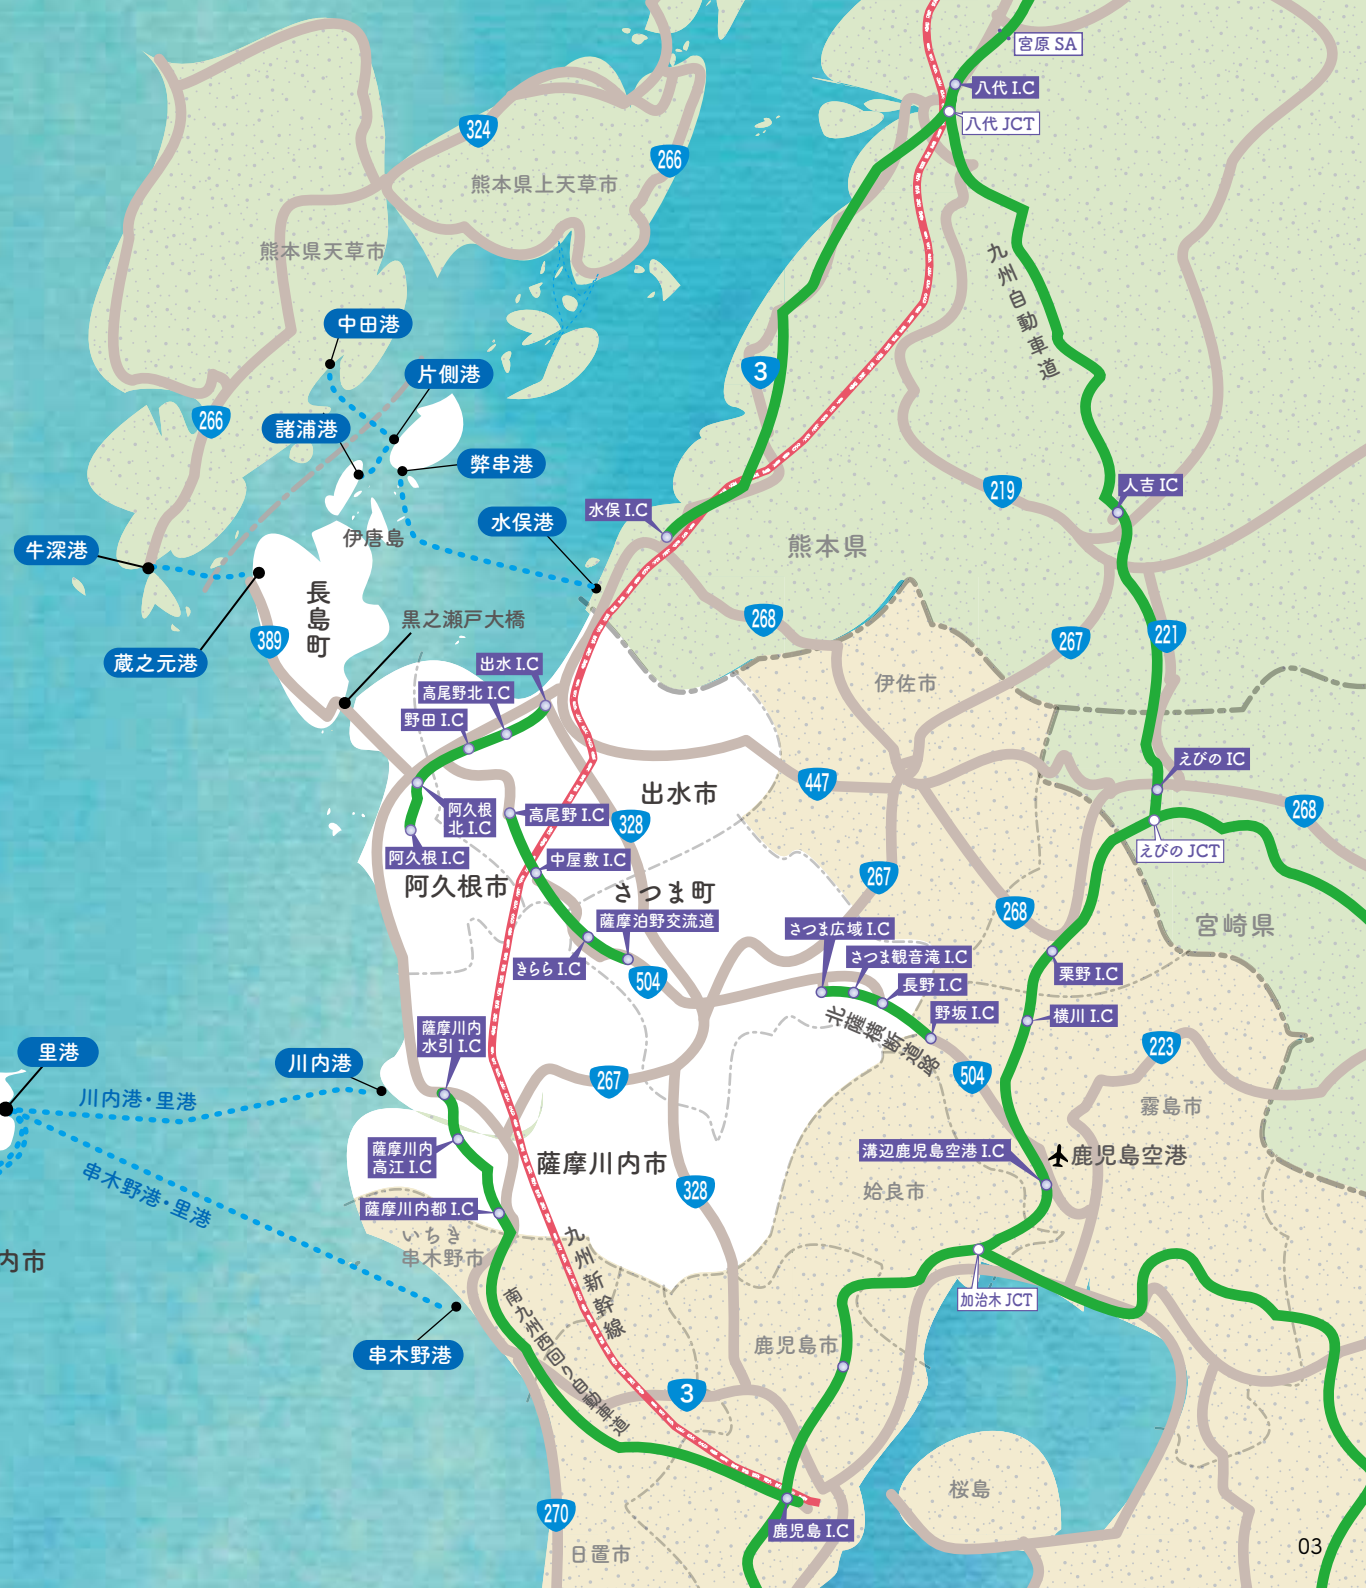 宮原 SA
八代 I.C
八代 JCT
324
266
熊本県上天草市
熊本県天草市
九州自動車道
中田港
片側港
3
266
諸浦港
弊串港
219
人吉 IC
水俣 I.C
水俣港
伊唐島
熊本県
牛深港
長島町
黒之瀬戸大橋
268
389
267
221
蔵之元港
出水 I.C
高尾野北 I.C
伊佐市
野田 I.C
えびの IC
447
出水市
阿久根
北 I.C
高尾野 I.C
328
268
えびの JCT
阿久根 I.C
中屋敷 I.C
阿久根市
267
さつま町
268
薩摩泊野交流道
さつま広域 I.C
宮崎県
さつま観音滝 I.C
きらら I.C
504
長野 I.C
栗野 I.C
野坂 I.C
横川 I.C
北薩横断道路
薩摩川内
水引 I.C
里港
川内港
223
267
504
川内港・里港
霧島市
薩摩川内
高江 I.C
溝辺鹿児島空港 I.C
鹿児島空港
薩摩川内市
串木野港・里港
328
姶良市
薩摩川内都 I.C
いちき
串木野市
九州新幹線
内市
加治木 JCT
南九州西回り自動車道
鹿児島市
串木野港
3
桜島
270
鹿児島 I.C
日置市
03